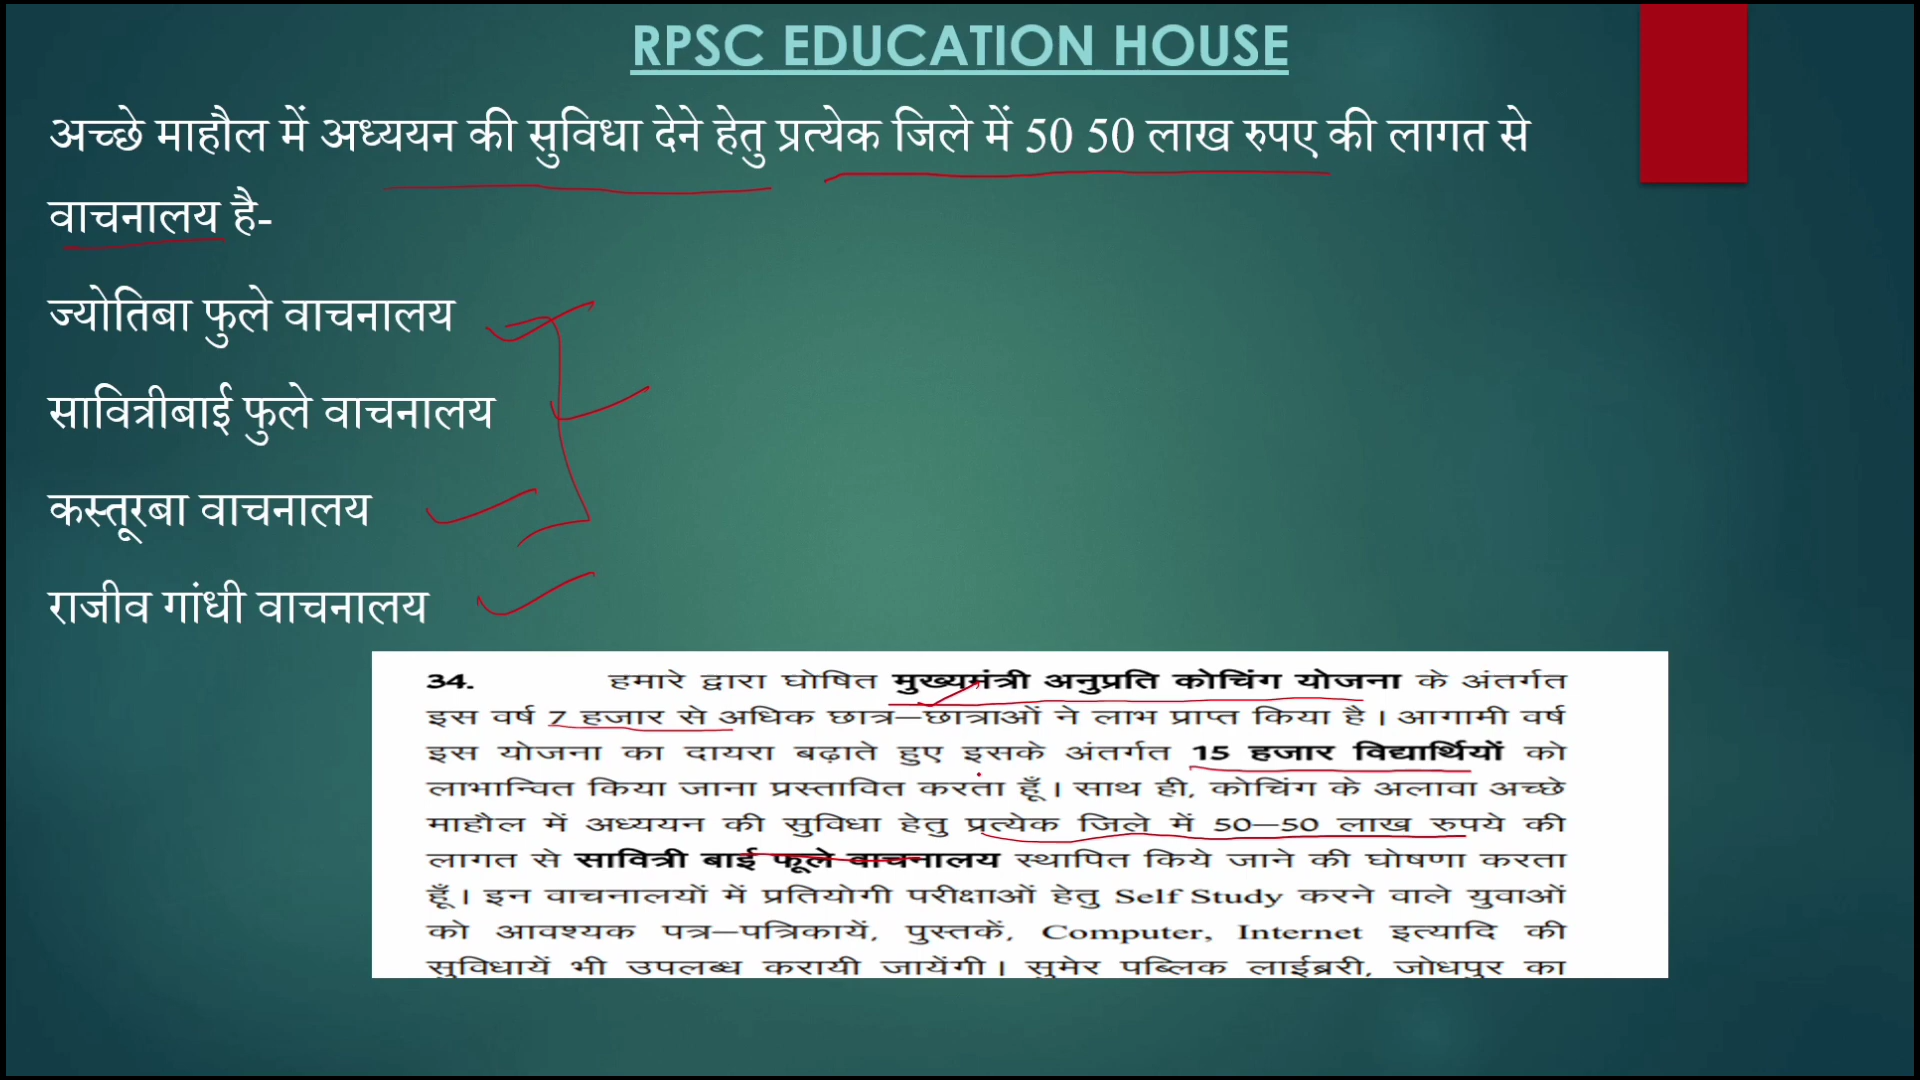 RPSC EDUCATION HOUSE
अच्छे माहौल में अध्ययन की सुविधा देने हेतु प्रत्येक जिले में 50 50 लाख रुपए की लागत से
वाचनालय है-
ज्योतिबा फुले वाचनालय
सावित्रीबाई फुले वाचनालय
कस्तूरबा वाचनालय
राजीव गांधी वाचनालय
34. हमारे द्वारा घोषित मुख्यमंत्री अनुप्रति कोचिंग योजना के अंतर्गत
इस वर्ष 7 हजार से अधिक छात्र–छात्राओं ने लाभ प्राप्त किया है। आगामी वर्ष
इस योजना का दायरा बढ़ाते हुए इसके अंतर्गत 15 हजार विद्यार्थियों को
लाभान्वित किया जाना प्रस्तावित करता हूँ। साथ ही, कोचिंग के अलावा अच्छे
माहौल में अध्ययन की सुविधा हेतु प्रत्येक जिले में 50–50 लाख रुपये की
लागत से सावित्री बाई फूले वाचनालय स्थापित किये जाने की घोषणा करता
हूँ। इन वाचनालयों में प्रतियोगी परीक्षाओं हेतु Self Study करने वाले युवाओं
को आवश्यक पत्र–पत्रिकायें, पुस्तकें, Computer, Internet इत्यादि की
सुविधायें भी उपलब्ध करायी जायेंगी। सुमेर पब्लिक लाईब्ररी, जोधपुर का